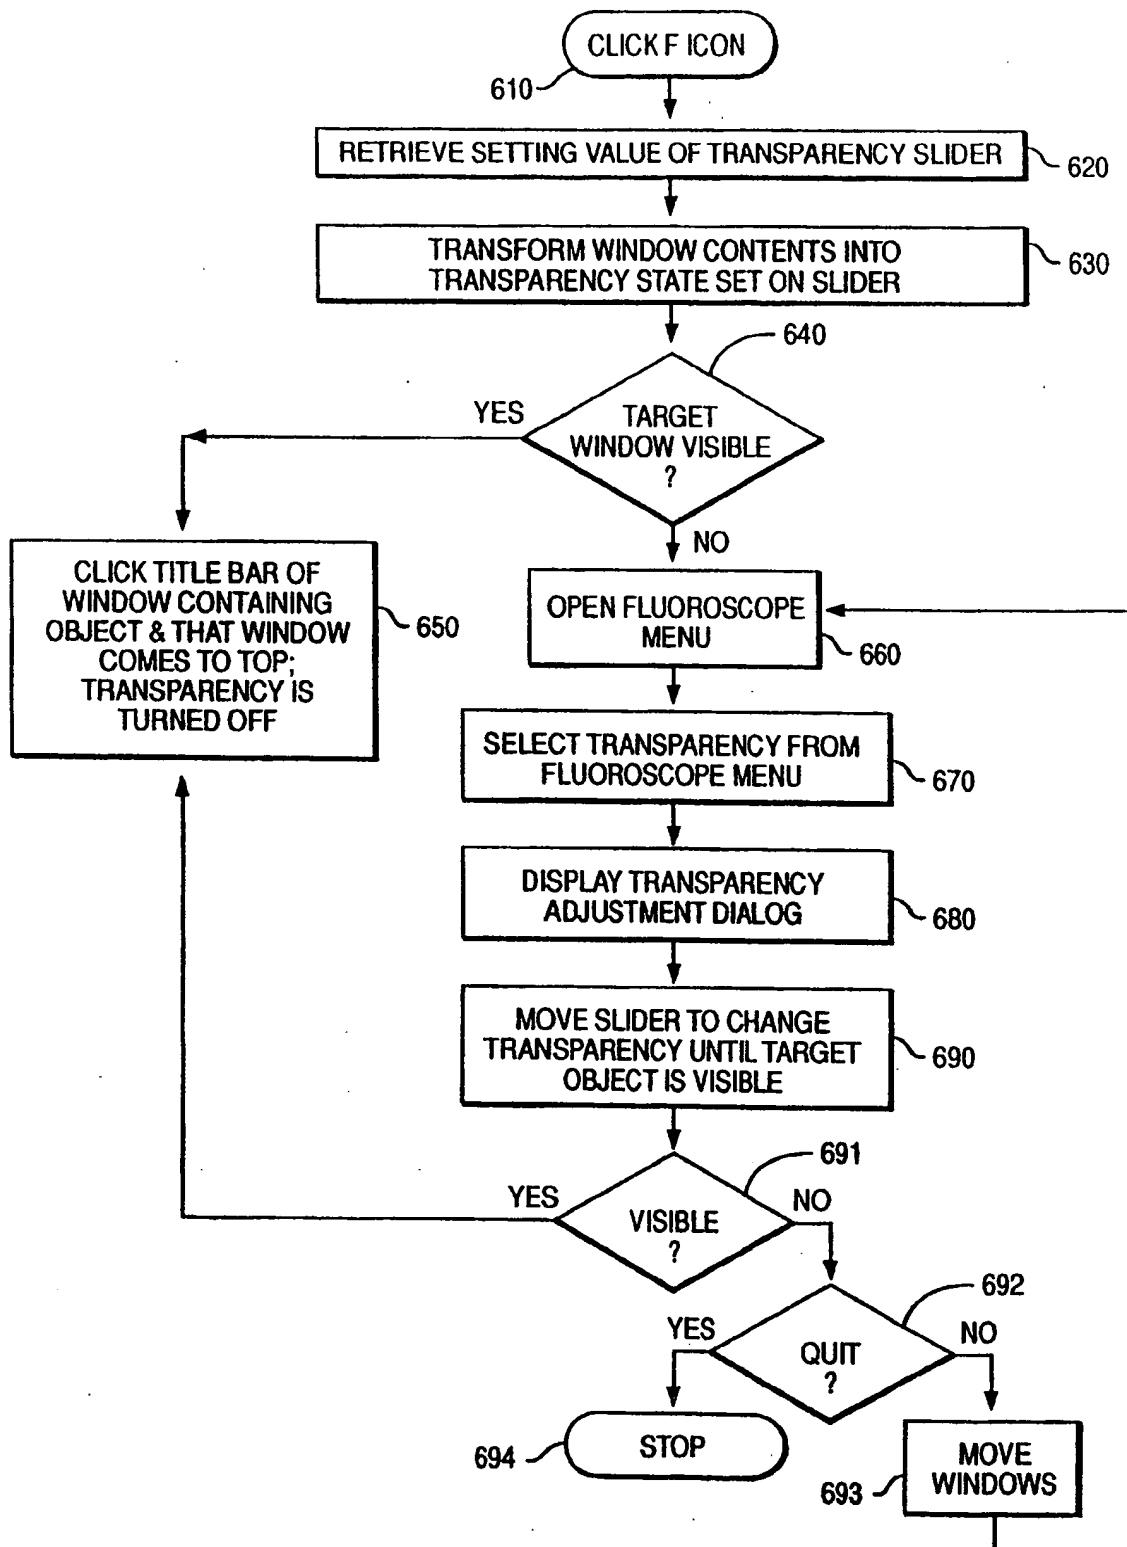 CLICK F ICON
610
RETRIEVE SETTING VALUE OF TRANSPARENCY SLIDER
620
TRANSFORM WINDOW CONTENTS INTO
TRANSPARENCY STATE SET ON SLIDER
630
640
YES
TARGET
WINDOW VISIBLE
?
NO
CLICK TITLE BAR OF
WINDOW CONTAINING
OBJECT & THAT WINDOW
COMES TO TOP;
TRANSPARENCY IS
TURNED OFF
650
OPEN FLUOROSCOPE
MENU
660
SELECT TRANSPARENCY FROM
FLUOROSCOPE MENU
670
DISPLAY TRANSPARENCY
ADJUSTMENT DIALOG
680
MOVE SLIDER TO CHANGE
TRANSPARENCY UNTIL TARGET
OBJECT IS VISIBLE
690
691
YES
VISIBLE
?
NO
692
YES
QUIT
?
NO
STOP
694
MOVE
WINDOWS
693